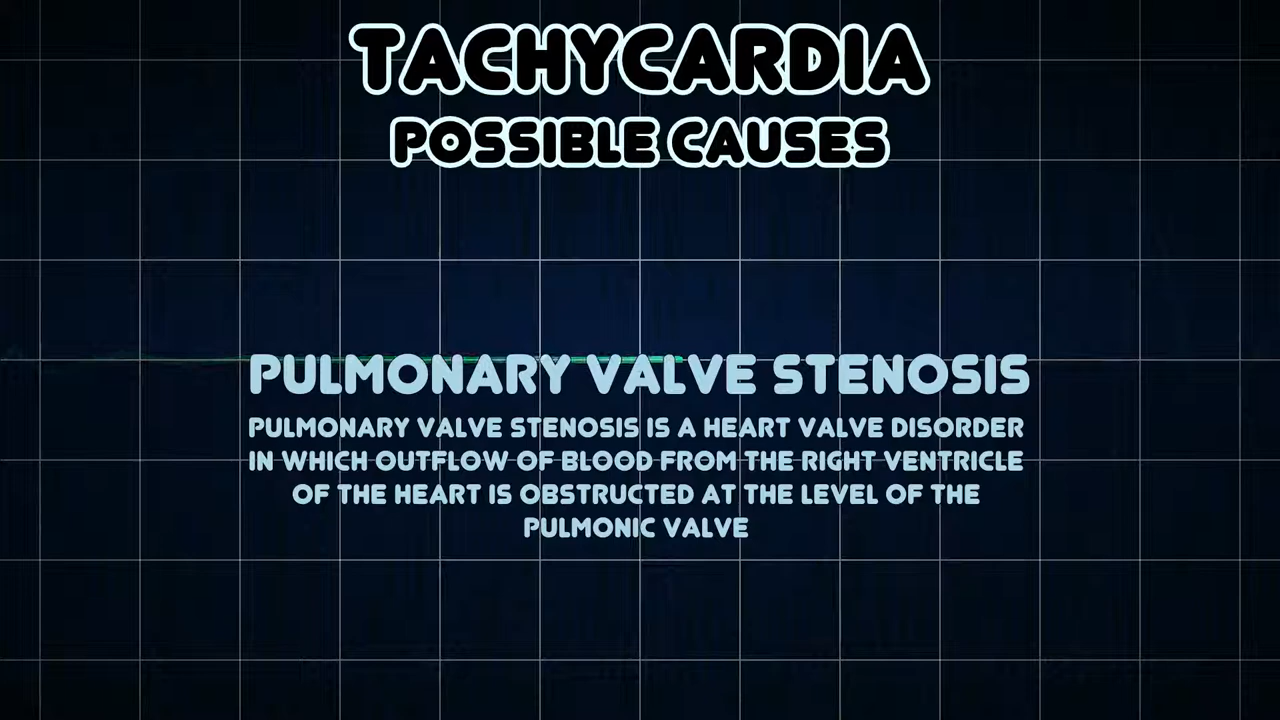 TACHYCARDIA
POSSIBLE CAUSES
PULMONARY VALVE STENOSIS
PULMONARY VALVE STENOSIS IS A HEART VALVE DISORDER
IN WHICH OUTFLOW OF BLOOD FROM THE RIGHT VENTRICLE
OF THE HEART IS OBSTRUCTED AT THE LEVEL OF THE
PULMONIC VALVE